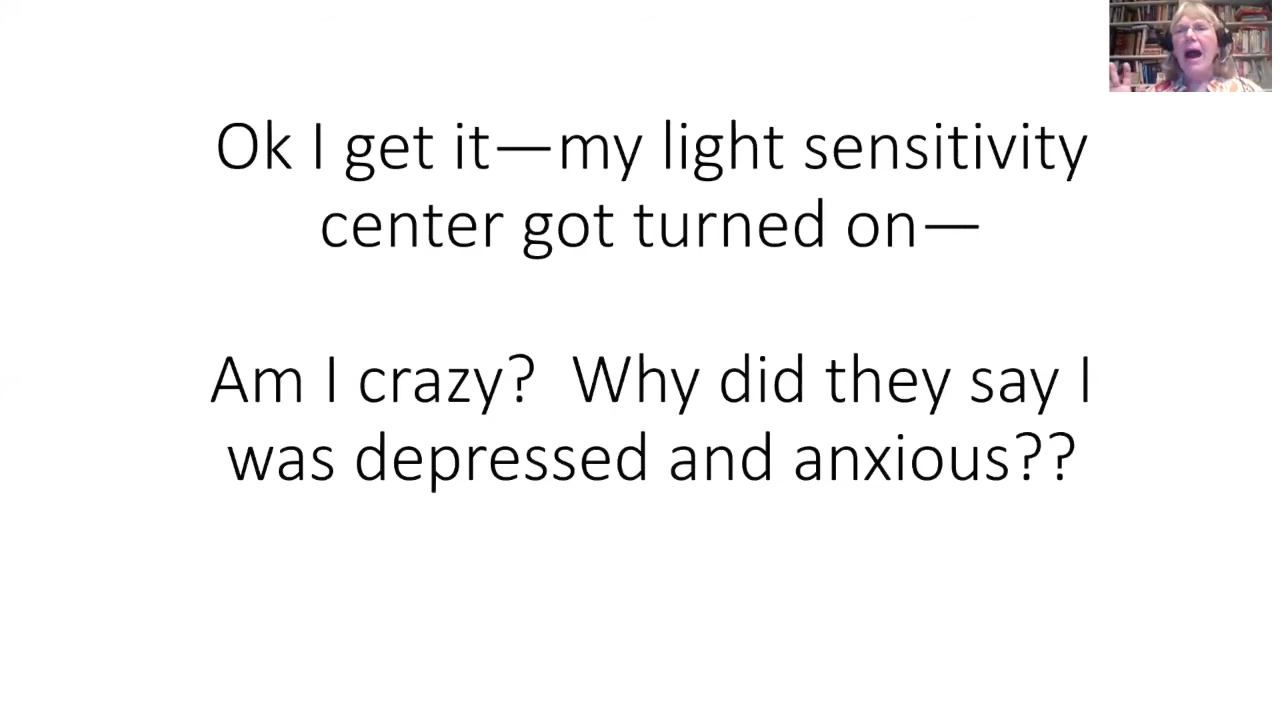 Ok I get it—my light sensitivity
center got turned on—
Am I crazy?  Why did they say I
was depressed and anxious??